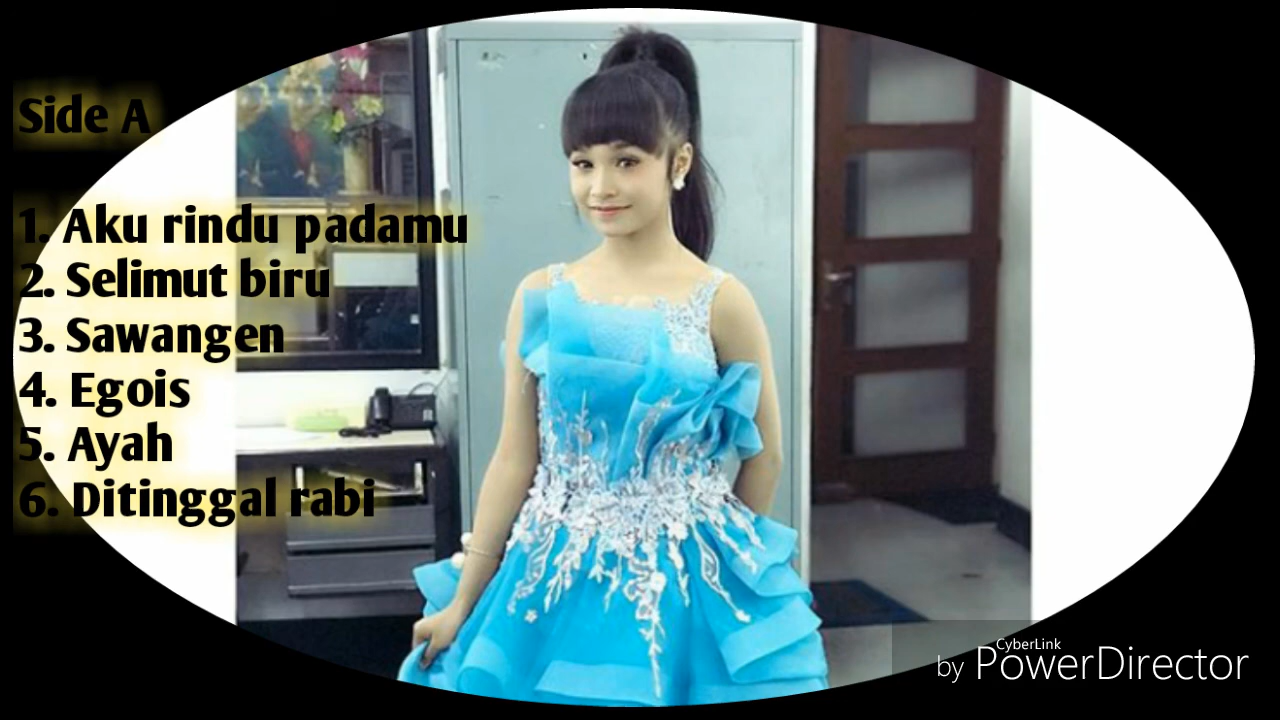 Side A
1. Aku rindu padamu
2. Selimut biru
3. Sawangen
4. Egois
5. Ayah
6. Ditinggal rabi
CyberLink
by PowerDirector